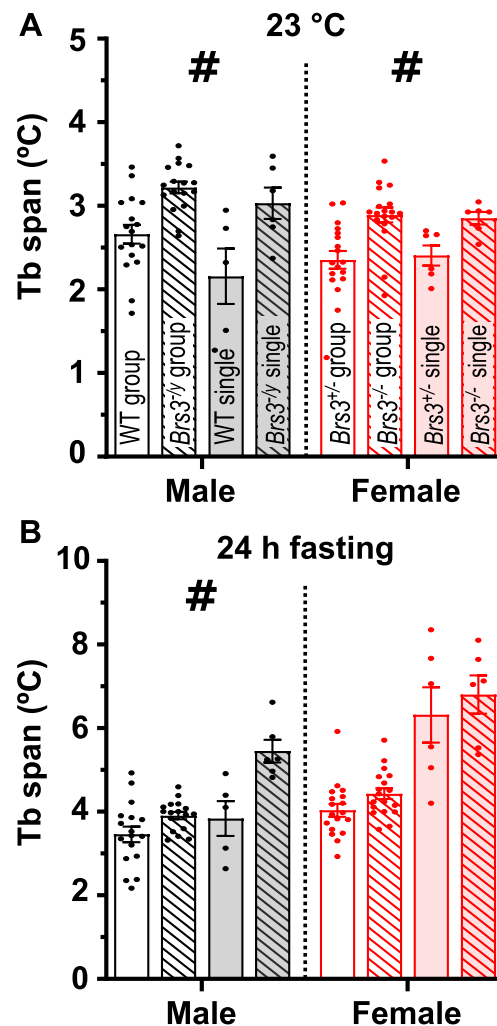 A
23 °C
# #
Tb span (ºC)
5
4
3
2
1
0
WT group
Brs3-/y group
WT single
Brs3-/y single
Brs3+/- group
Brs3-/- group
Brs3+/- single
Brs3-/- single
Male Female
B
24 h fasting
#
Tb span (ºC)
10
8
6
4
2
0
Male Female